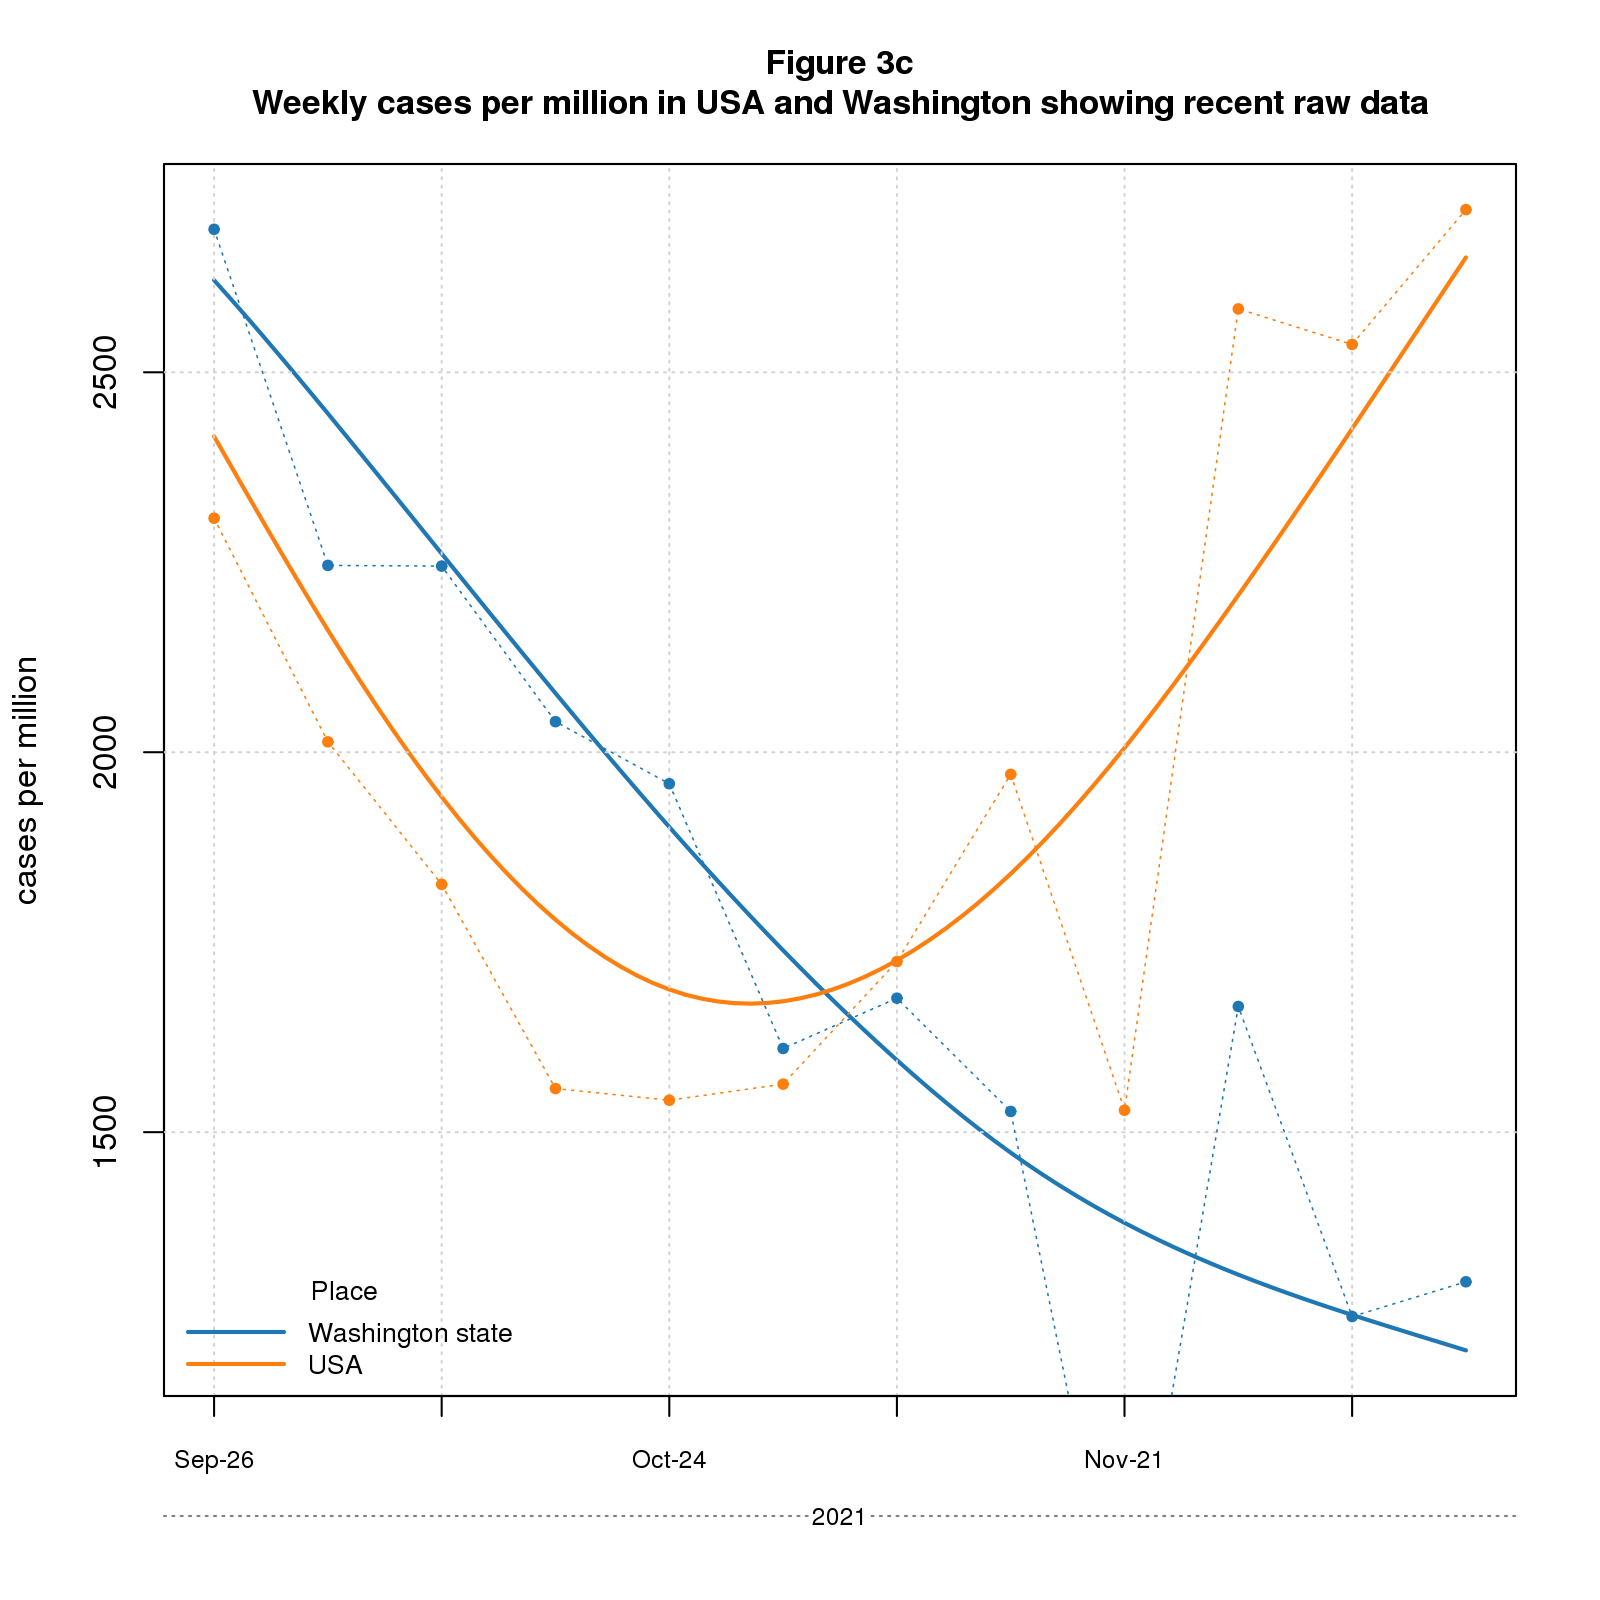 Figure 3c
Weekly cases per million in USA and Washington showing recent raw data
cases per million
2500
2000
1500
Place
Washington state
USA
Sep-26
Oct-24
Nov-21
2021